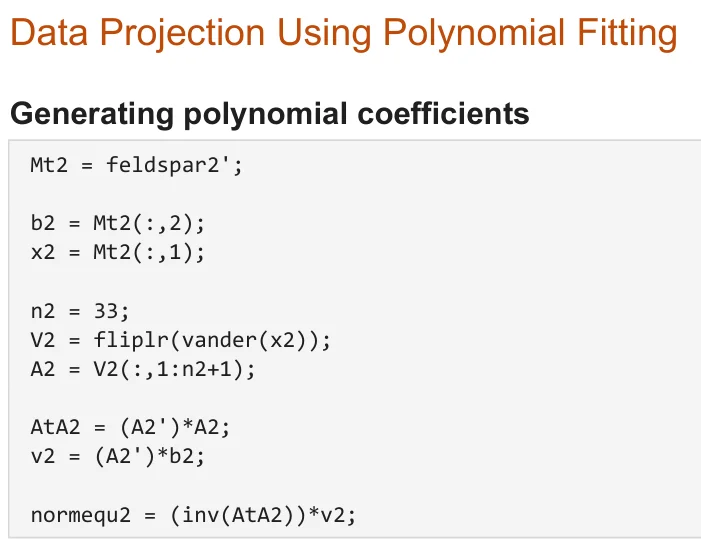 Data Projection Using Polynomial Fitting
Generating polynomial coefficients
Mt2 = feldspar2';
b2 = Mt2(:,2);
x2 = Mt2(:,1);
n2 = 33;
V2 = fliplr(vander(x2));
A2 = V2(:,1:n2+1);
AtA2 = (A2')*A2;
v2 = (A2')*b2;
normequ2 = (inv(AtA2))*v2;